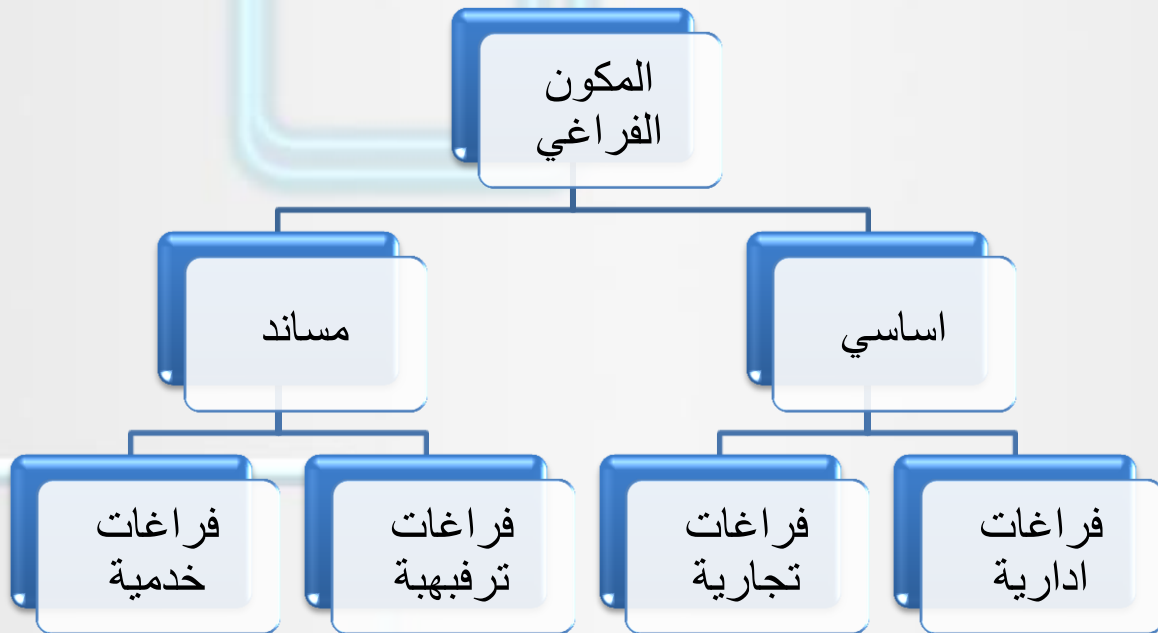 المكون
الفراغي
اساسي
مساند
فراغات
ادارية
فراغات
تجارية
فراغات
ترفبهبة
فراغات
خدمية